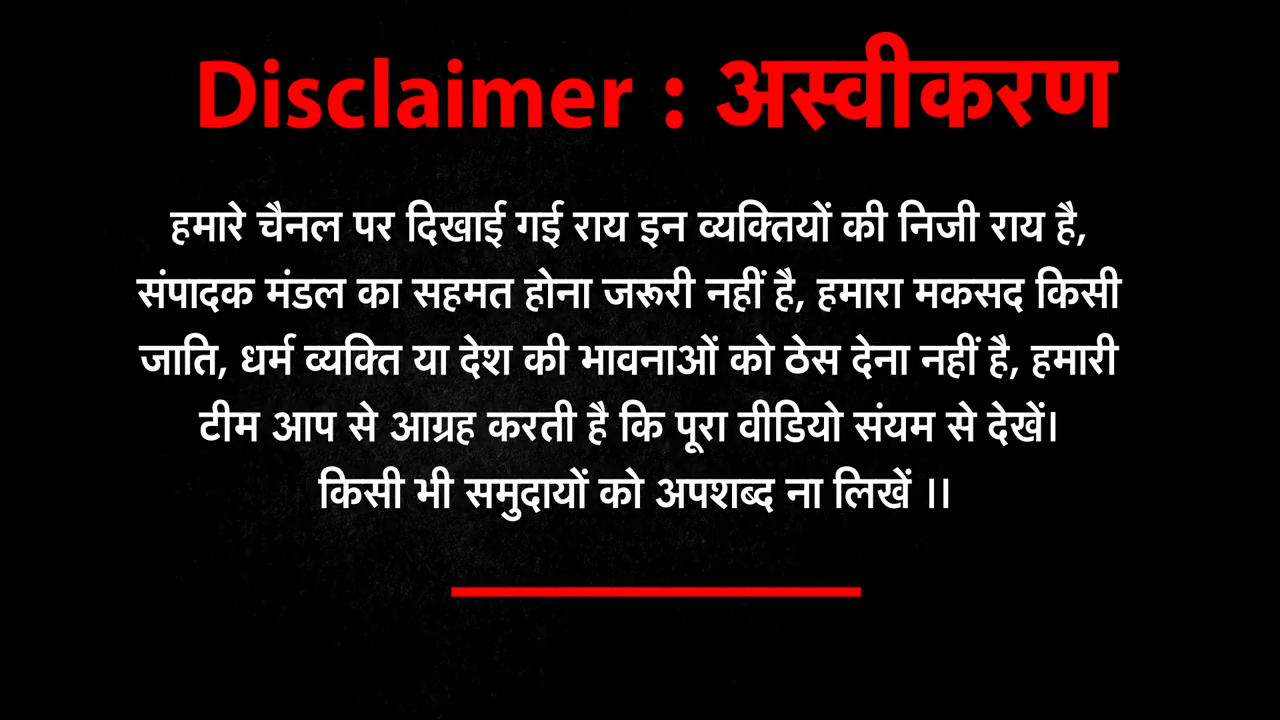 Disclaimer : अस्वीकरण
हमारे चैनल पर दिखाई गई राय इन व्यक्तियों की निजी राय है,
संपादक मंडल का सहमत होना जरूरी नहीं है, हमारा मकसद किसी
जाति, धर्म व्यक्ति या देश की भावनाओं को ठेस देना नहीं है, हमारी
टीम आप से आग्रह करती है कि पूरा वीडियो संयम से देखें।
किसी भी समुदायों को अपशब्द ना लिखें ।।